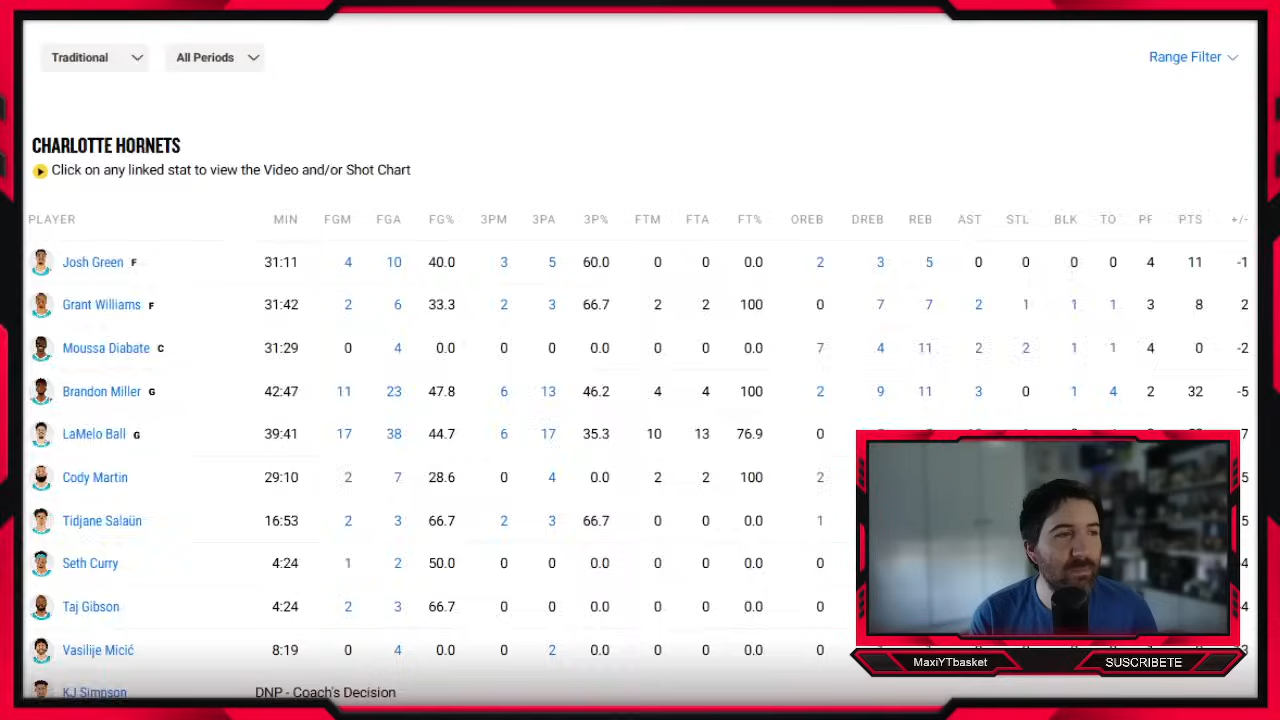 Traditional All Periods Range Filter
CHARLOTTE HORNETS
Click on any linked stat to view the Video and/or Shot Chart
PLAYER MIN FGM FGA FG% 3PM 3PA 3P% FTM FTA FT% OREB DREB REB AST STL BLK TO PF PTS +/-
Josh Green F 31:11 4 10 40.0 3 5 60.0 0 0 0.0 2 3 5 0 0 0 0 4 11 -1
Grant Williams F 31:42 2 6 33.3 2 3 66.7 2 2 100 0 7 7 2 1 1 1 3 8 2
Moussa Diabate C 31:29 0 4 0.0 0 0 0.0 0 0 0.0 7 4 11 2 2 1 1 4 0 -2
Brandon Miller G 42:47 11 23 47.8 6 13 46.2 4 4 100 2 9 11 3 0 1 4 2 32 -5
LaMelo Ball G 39:41 17 38 44.7 6 17 35.3 10 13 76.9 0 7
Cody Martin 29:10 2 7 28.6 0 4 0.0 2 2 100 2 5
Tidjane Salaün 16:53 2 3 66.7 2 3 66.7 0 0 0.0 1 5
Seth Curry 4:24 1 2 50.0 0 0 0.0 0 0 0.0 0 4
Taj Gibson 4:24 2 3 66.7 0 0 0.0 0 0 0.0 0 4
Vasilije Micić 8:19 0 4 0.0 0 2 0.0 0 0 0.0 0 3
KJ Simpson DNP - Coach's Decision
MaxiYTbasket SUSCRIBETE